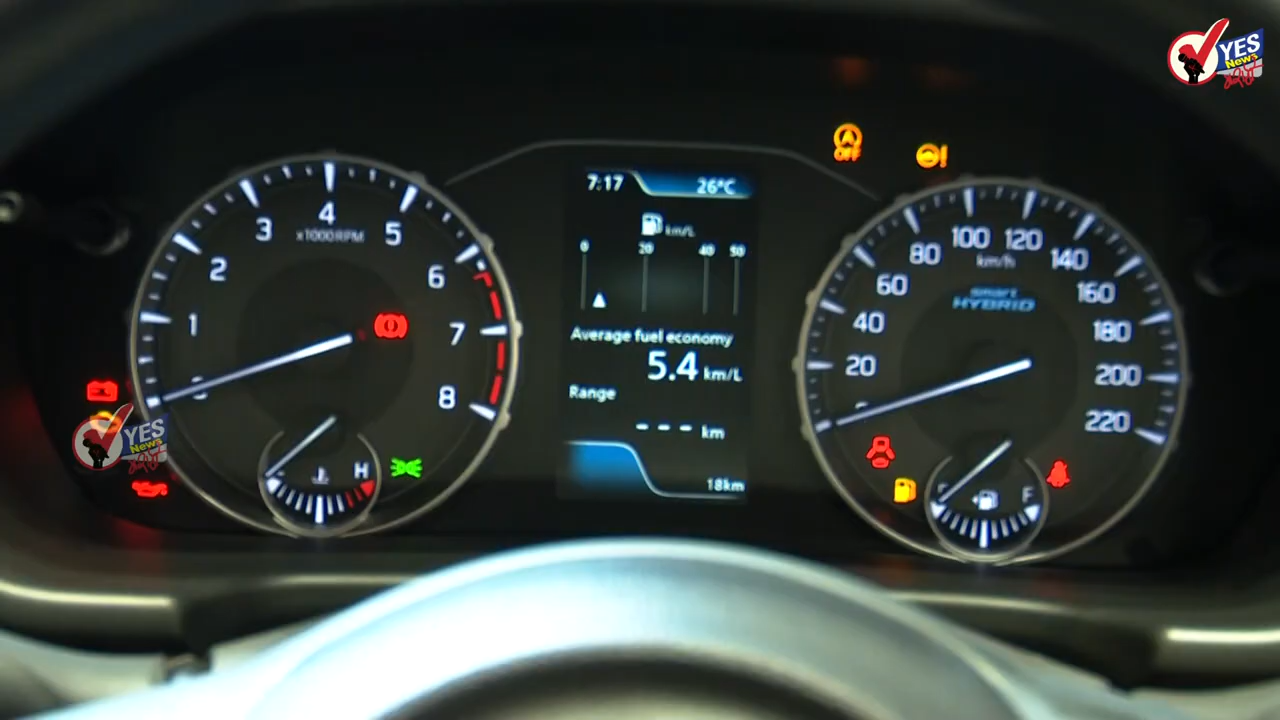 YES
News
OFF
7:17 26°C
km/L
0 20 40 50
Average fuel economy
5.4 km/L
Range
--- km
18km
1 2 3 4 5 6 7 8
x1000RPM
H
20 40 60 80 100 120 140 160 180 200 220
km/h
smart
HYBRID
F
YES
News